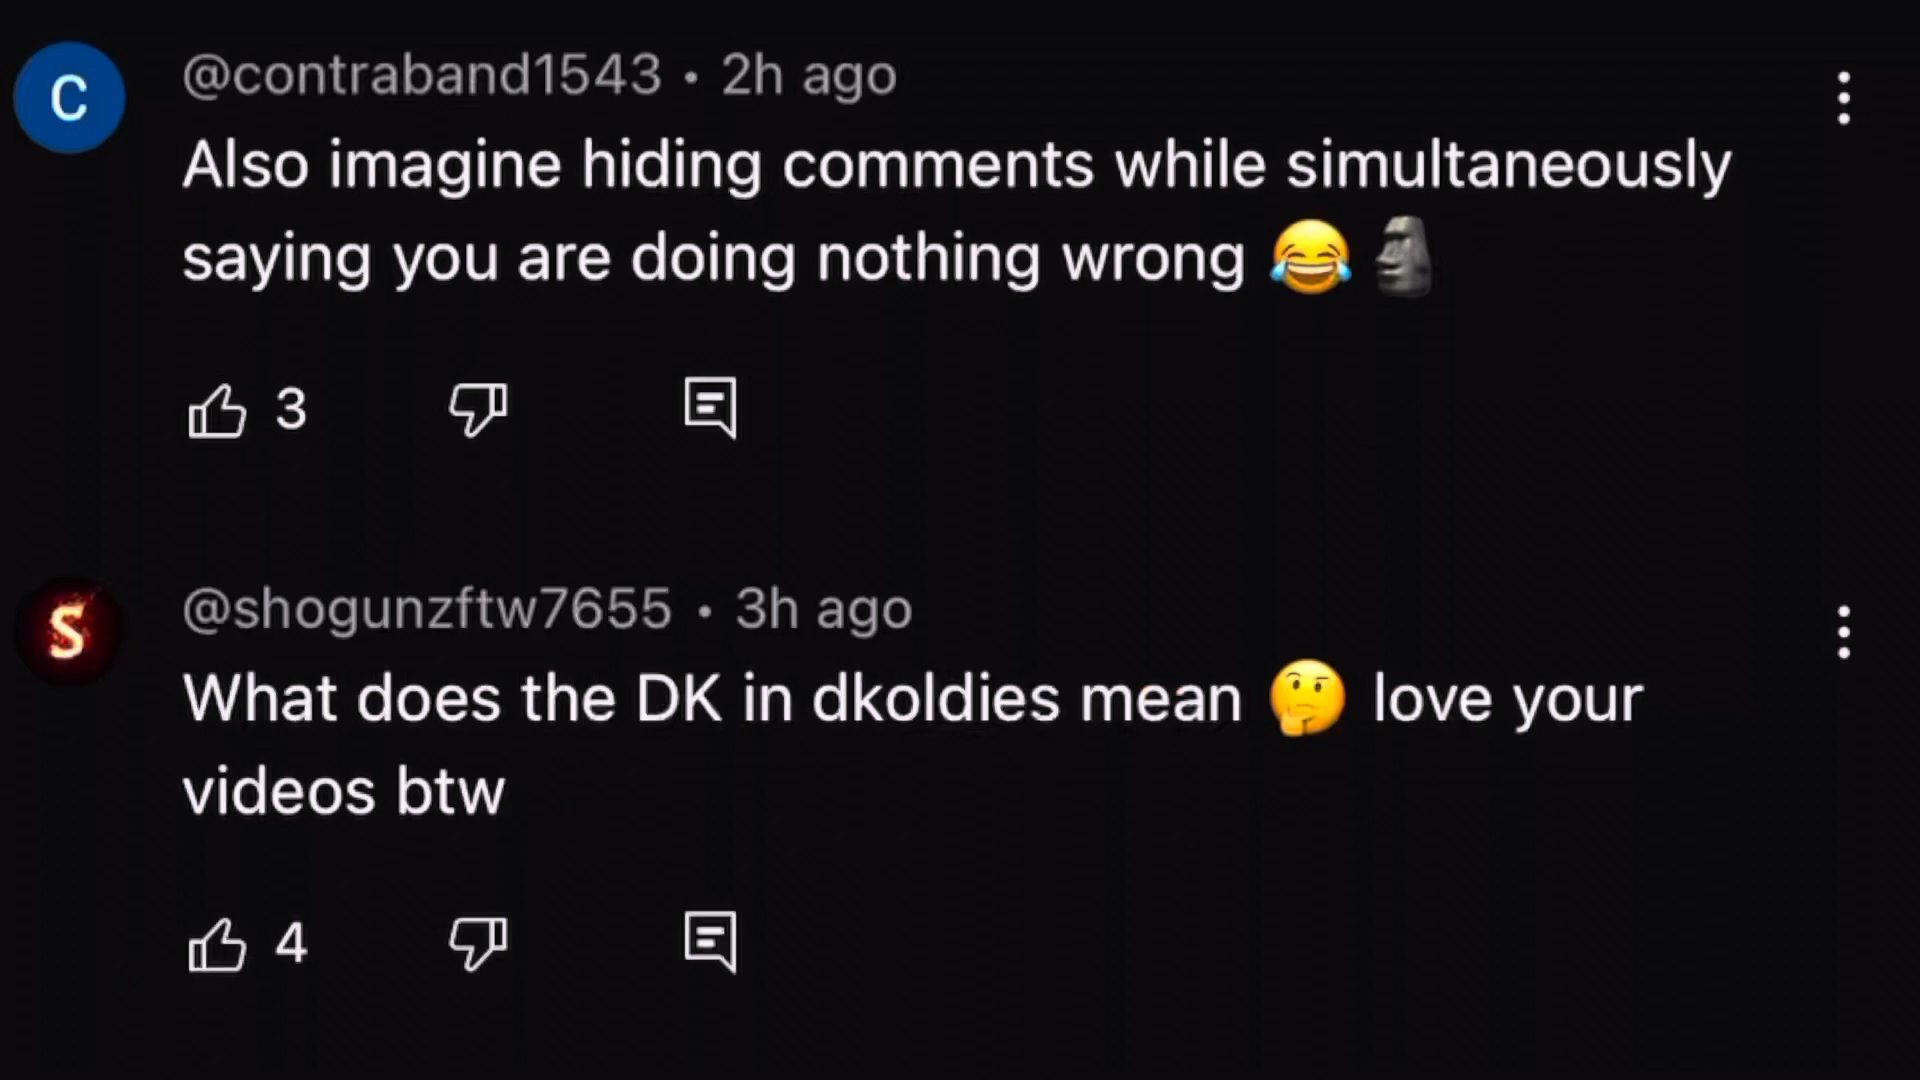 C
@contraband1543 • 2h ago
Also imagine hiding comments while simultaneously
saying you are doing nothing wrong 😂 🗿
3
S
@shogunzftw7655 • 3h ago
What does the DK in dkoldies mean 🤔 love your
videos btw
4